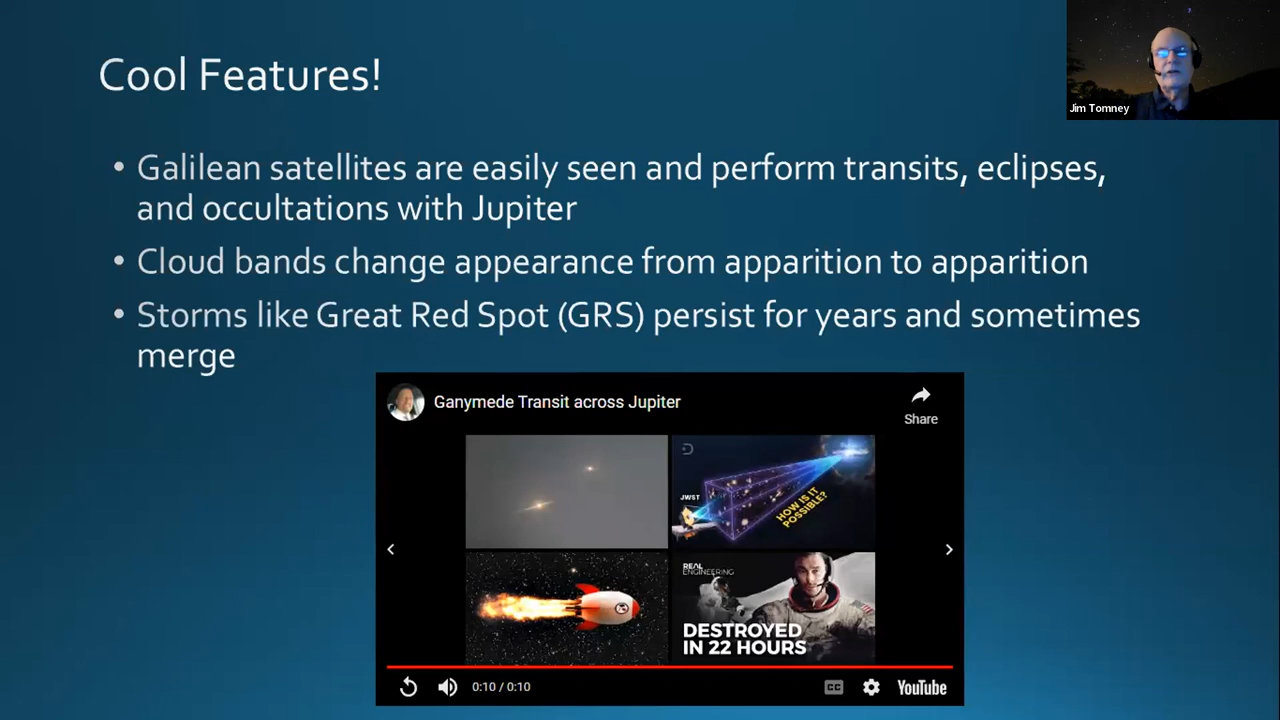 Cool Features!
Jim Tomney
• Galilean satellites are easily seen and perform transits, eclipses,
and occultations with Jupiter
• Cloud bands change appearance from apparition to apparition
• Storms like Great Red Spot (GRS) persist for years and sometimes
merge
Ganymede Transit across Jupiter
Share
JWST
HOW IS IT
POSSIBLE?
REAL
ENGINEERING
DESTROYED
IN 22 HOURS
0:10 / 0:10
CC
YouTube